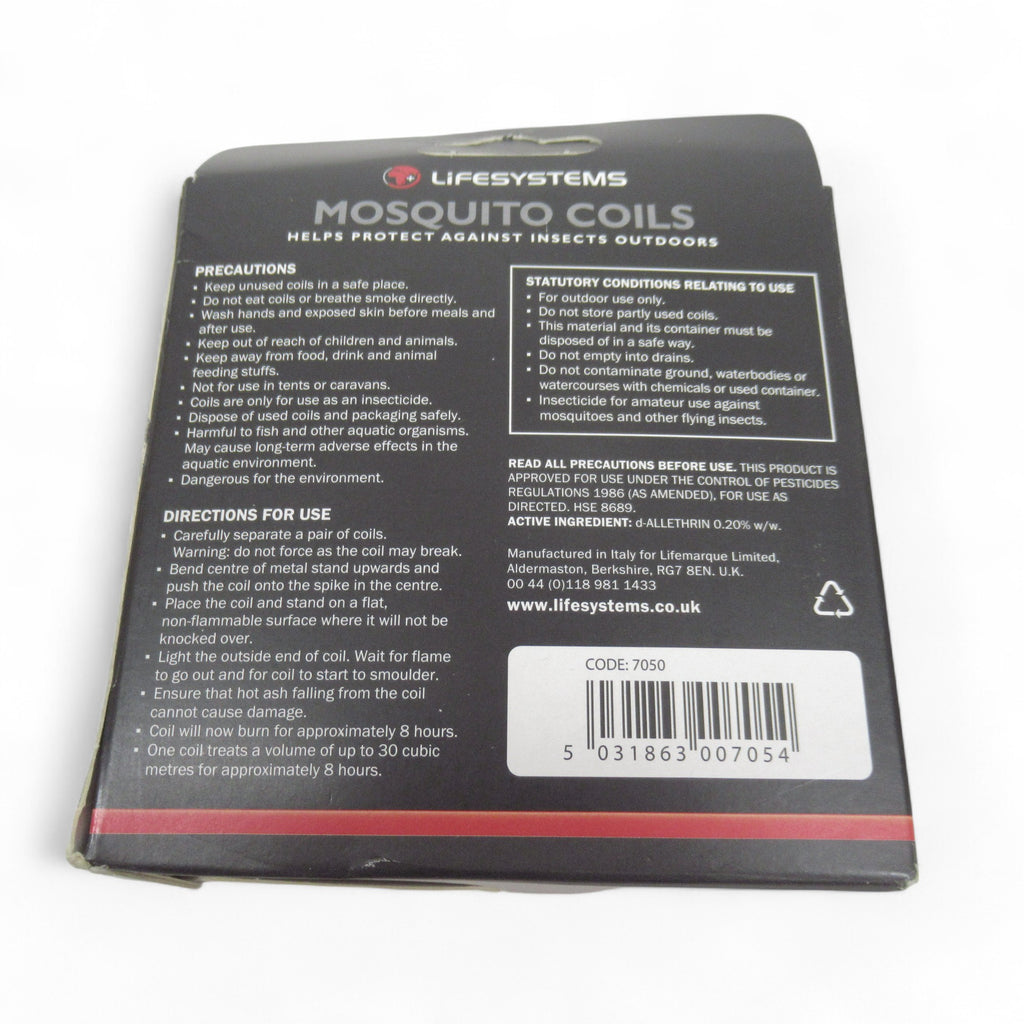 LIFESYSTEMS
MOSQUITO COILS
HELPS PROTECT AGAINST INSECTS OUTDOORS
PRECAUTIONS
▪ Keep unused coils in a safe place.
▪ Do not eat coils or breathe smoke directly.
▪ Wash hands and exposed skin before meals and
after use.
▪ Keep out of reach of children and animals.
▪ Keep away from food, drink and animal
feeding stuffs.
▪ Not for use in tents or caravans.
▪ Coils are only for use as an insecticide.
▪ Dispose of used coils and packaging safely.
▪ Harmful to fish and other aquatic organisms.
May cause long-term adverse effects in the
aquatic environment.
▪ Dangerous for the environment.
DIRECTIONS FOR USE
▪ Carefully separate a pair of coils.
Warning: do not force as the coil may break.
▪ Bend centre of metal stand upwards and
push the coil onto the spike in the centre.
▪ Place the coil and stand on a flat,
non-flammable surface where it will not be
knocked over.
▪ Light the outside end of coil. Wait for flame
to go out and for coil to start to smoulder.
▪ Ensure that hot ash falling from the coil
cannot cause damage.
▪ Coil will now burn for approximately 8 hours.
▪ One coil treats a volume of up to 30 cubic
metres for approximately 8 hours.
STATUTORY CONDITIONS RELATING TO USE
▪ For outdoor use only.
▪ Do not store partly used coils.
▪ This material and its container must be
disposed of in a safe way.
▪ Do not empty into drains.
▪ Do not contaminate ground, waterbodies or
watercourses with chemicals or used container.
▪ Insecticide for amateur use against
mosquitoes and other flying insects.
READ ALL PRECAUTIONS BEFORE USE. THIS PRODUCT IS
APPROVED FOR USE UNDER THE CONTROL OF PESTICIDES
REGULATIONS 1986 (AS AMENDED), FOR USE AS
DIRECTED. HSE 8689.
ACTIVE INGREDIENT: d-ALLETHRIN 0.20% w/w.
Manufactured in Italy for Lifemarque Limited,
Aldermaston, Berkshire, RG7 8EN. U.K.
00 44 (0)118 981 1433
www.lifesystems.co.uk
CODE: 7050
5 031863 007054